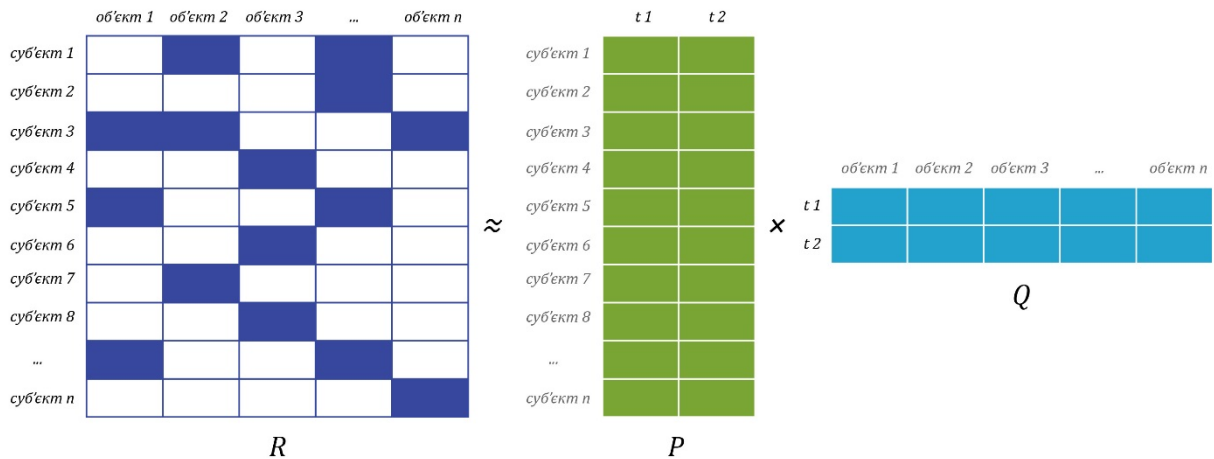 об'єкт 1 об'єкт 2 об'єкт 3 ... об'єкт n
суб'єкт 1
суб'єкт 2
суб'єкт 3
суб'єкт 4
суб'єкт 5
суб'єкт 6
суб'єкт 7
суб'єкт 8
...
суб'єкт n
R
≈
t 1 t 2
суб'єкт 1
суб'єкт 2
суб'єкт 3
суб'єкт 4
суб'єкт 5
суб'єкт 6
суб'єкт 7
суб'єкт 8
...
суб'єкт n
P
×
об'єкт 1 об'єкт 2 об'єкт 3 ... об'єкт n
t 1
t 2
Q